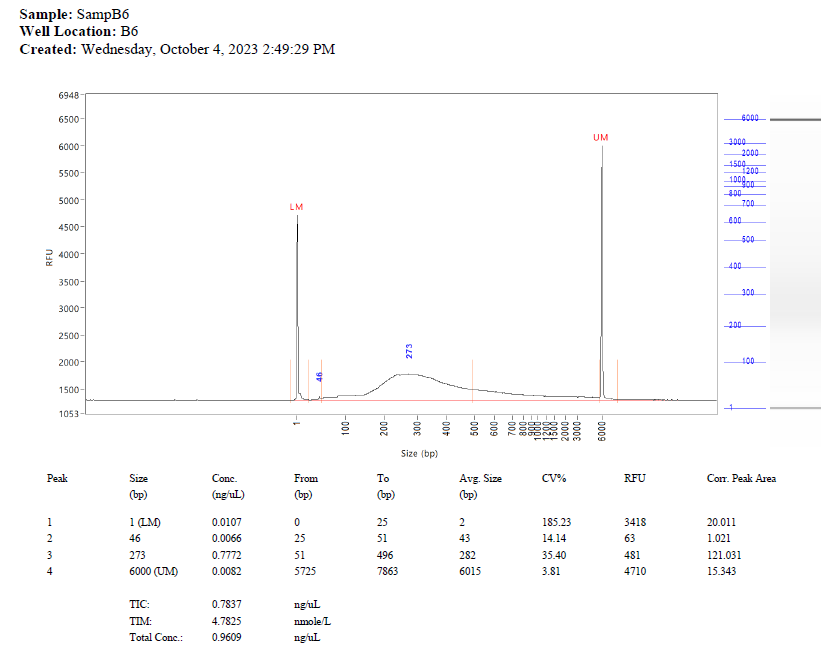 Sample: SampB6
Well Location: B6
Created: Wednesday, October 4, 2023 2:49:29 PM
6948
6500
6000
5500
5000
4500
4000
3500
3000
2500
2000
1500
1053
RFU
LM
46
273
UM
1
100
200
300
400
500
600
700
800
900
1000
1200
1500
2000
3000
6000
Size (bp)
6000
3000
2000
1500
1200
1000
900
800
700
600
500
400
300
200
100
1
Peak Size Conc. From To Avg. Size CV% RFU Corr. Peak Area
(bp) (ng/uL) (bp) (bp) (bp)
1 1 (LM) 0.0107 0 25 2 185.23 3418 20.011
2 46 0.0066 25 51 43 14.14 63 1.021
3 273 0.7772 51 496 282 35.40 481 121.031
4 6000 (UM) 0.0082 5725 7863 6015 3.81 4710 15.343
TIC: 0.7837 ng/uL
TIM: 4.7825 nmole/L
Total Conc.: 0.9609 ng/uL